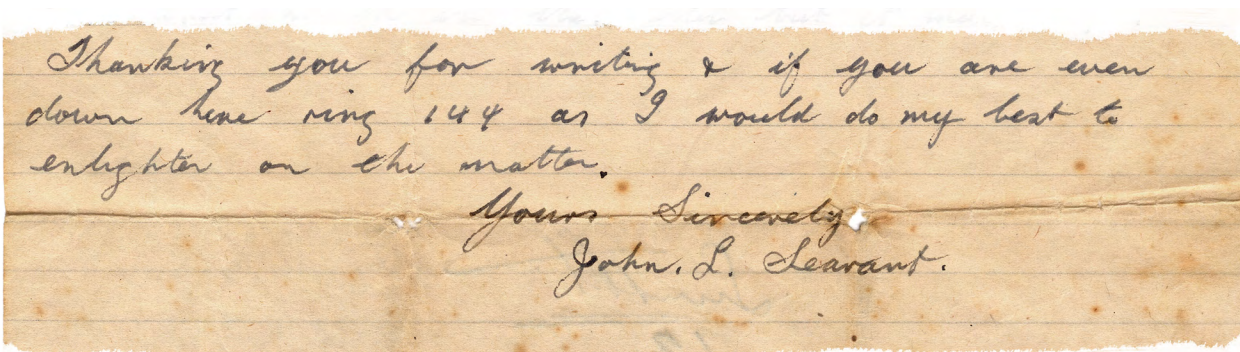 Thanking you for writing & if you are ever
down here ring 144 as I would do my best to
enlighten on the matter.
Yours Sincerely
John. L. Searant.